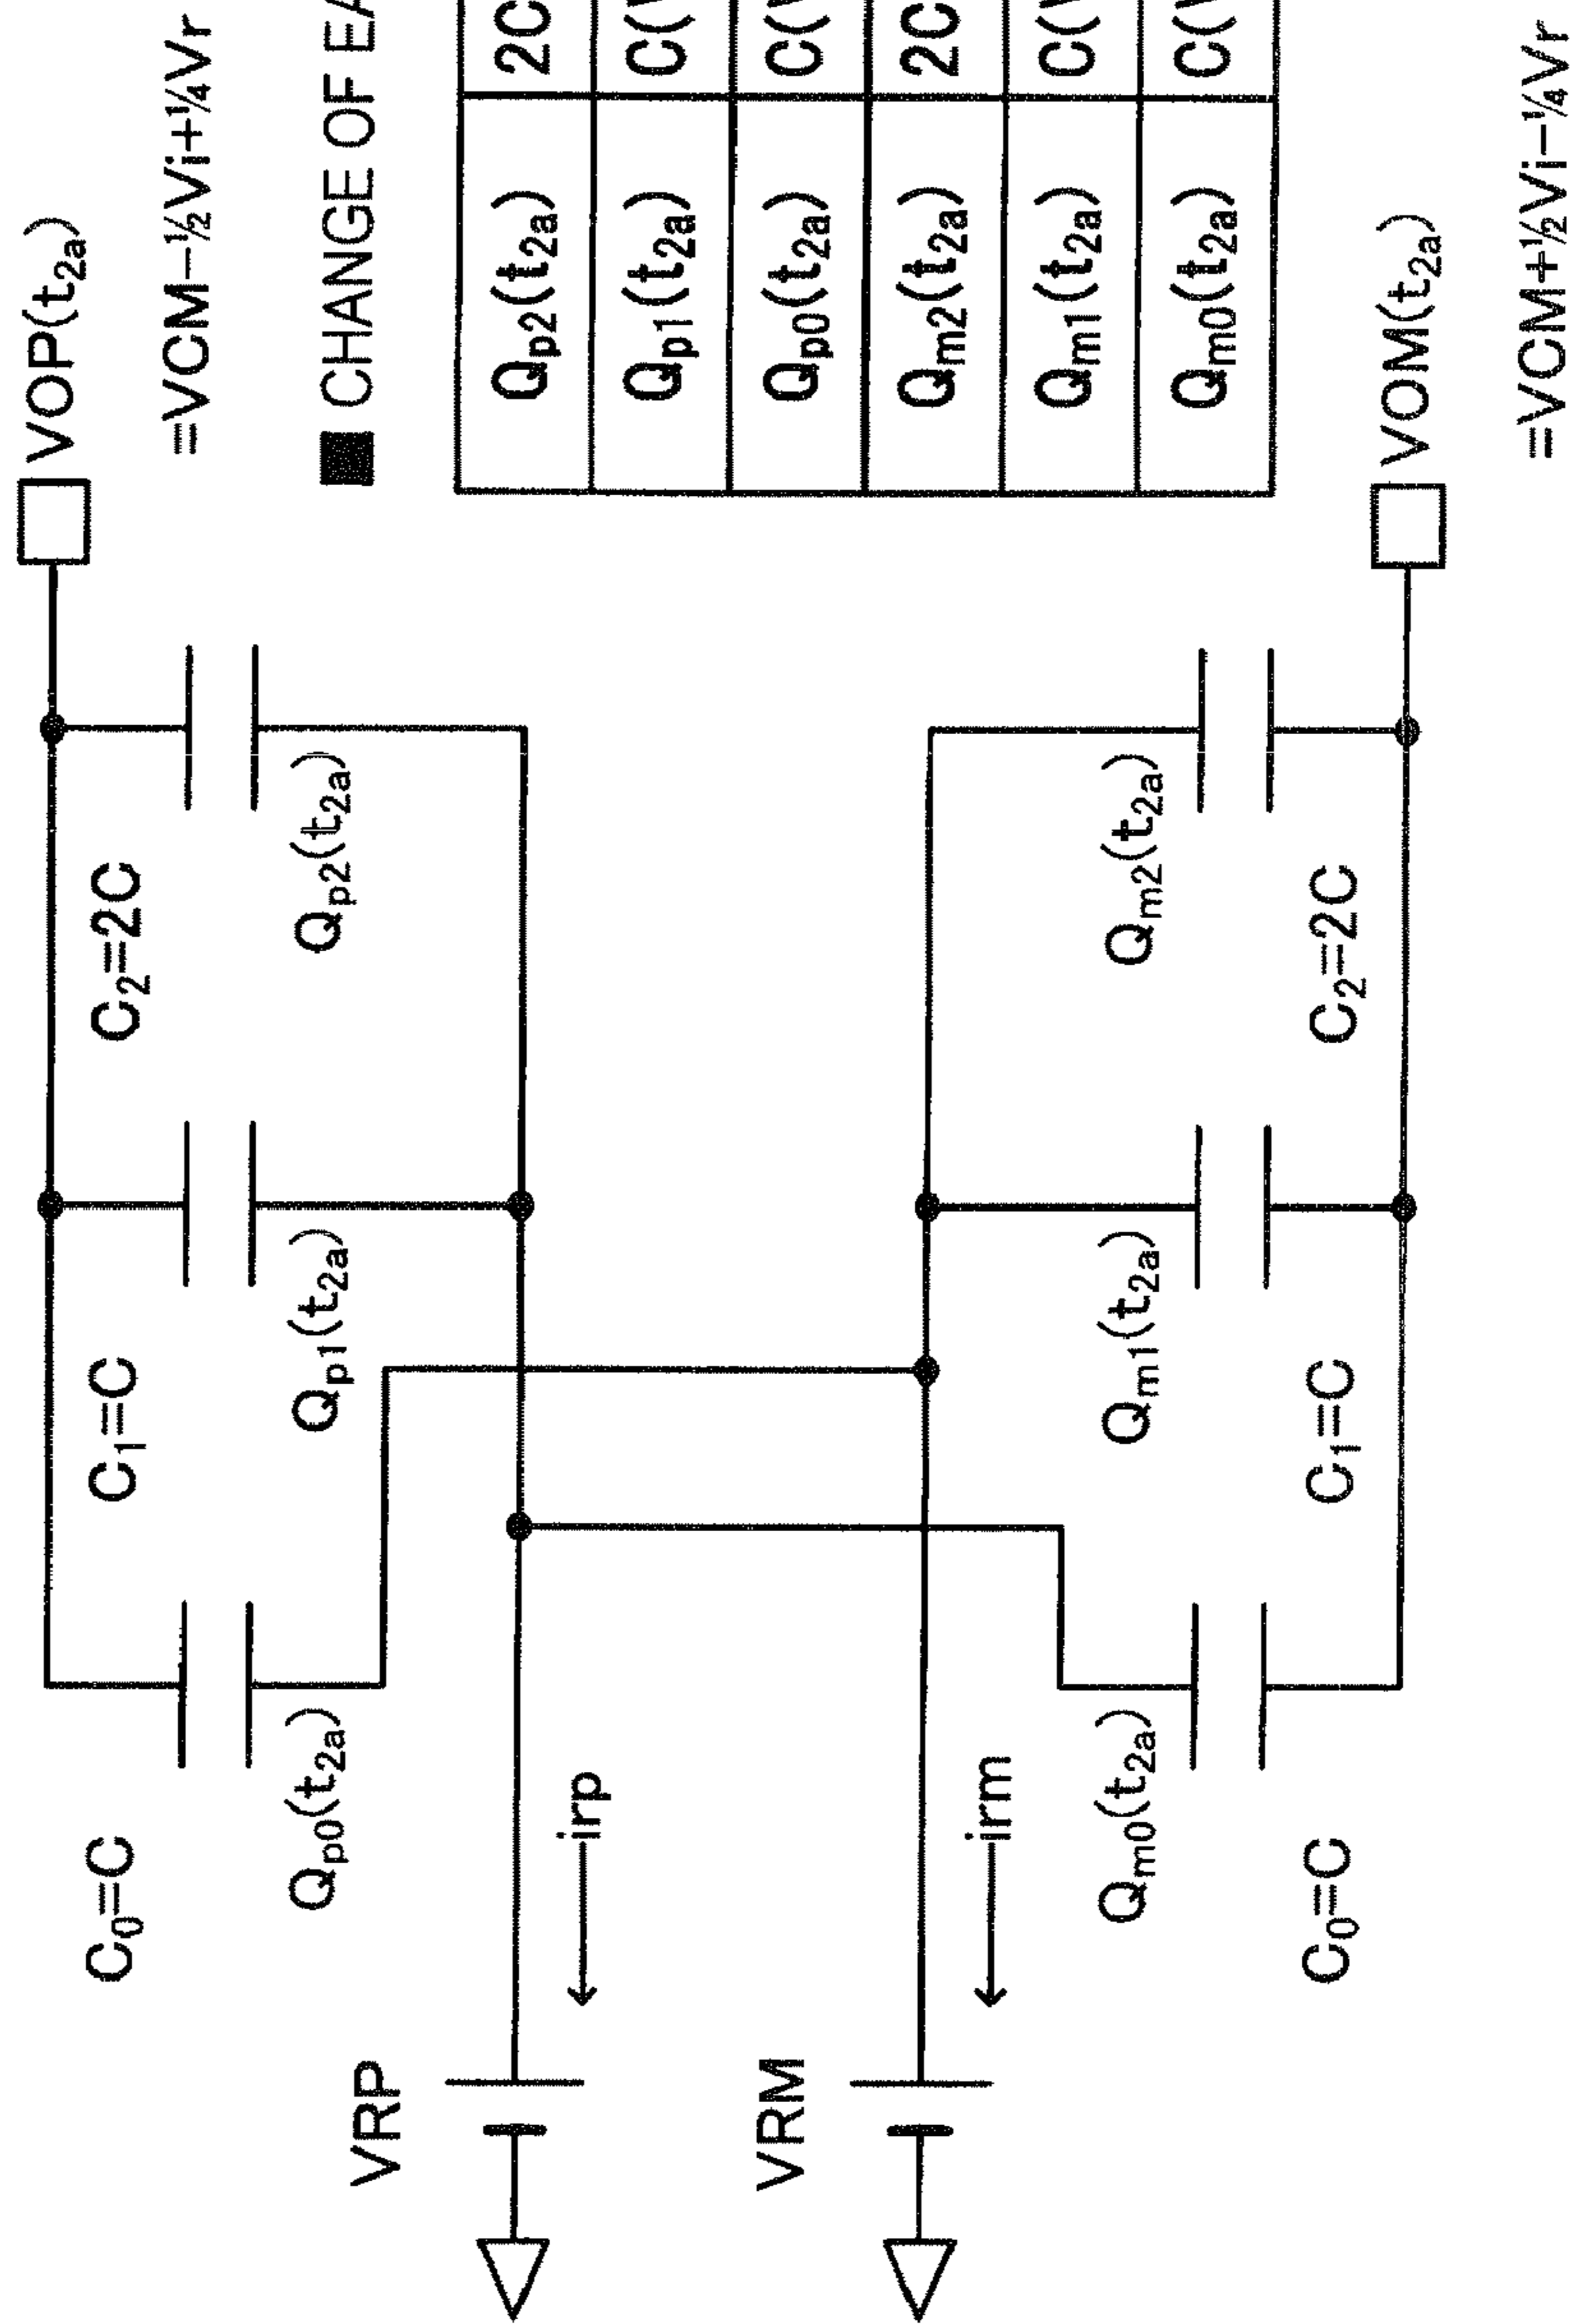 VOP(t2a)
=VCM−½Vi+¼Vr
C0=C
C1=C
C2=2C
Qp0(t2a)
Qp1(t2a)
Qp2(t2a)
VRP
irp
VRM
irm
Qm0(t2a)
Qm1(t2a)
Qm2(t2a)
C0=C
C1=C
C2=2C
VOM(t2a)
=VCM+½Vi−¼Vr
■ CHANGE OF EA
Qp2(t2a) 2C
Qp1(t2a) C(
Qp0(t2a) C(
Qm2(t2a) 2C
Qm1(t2a) C(
Qm0(t2a) C(